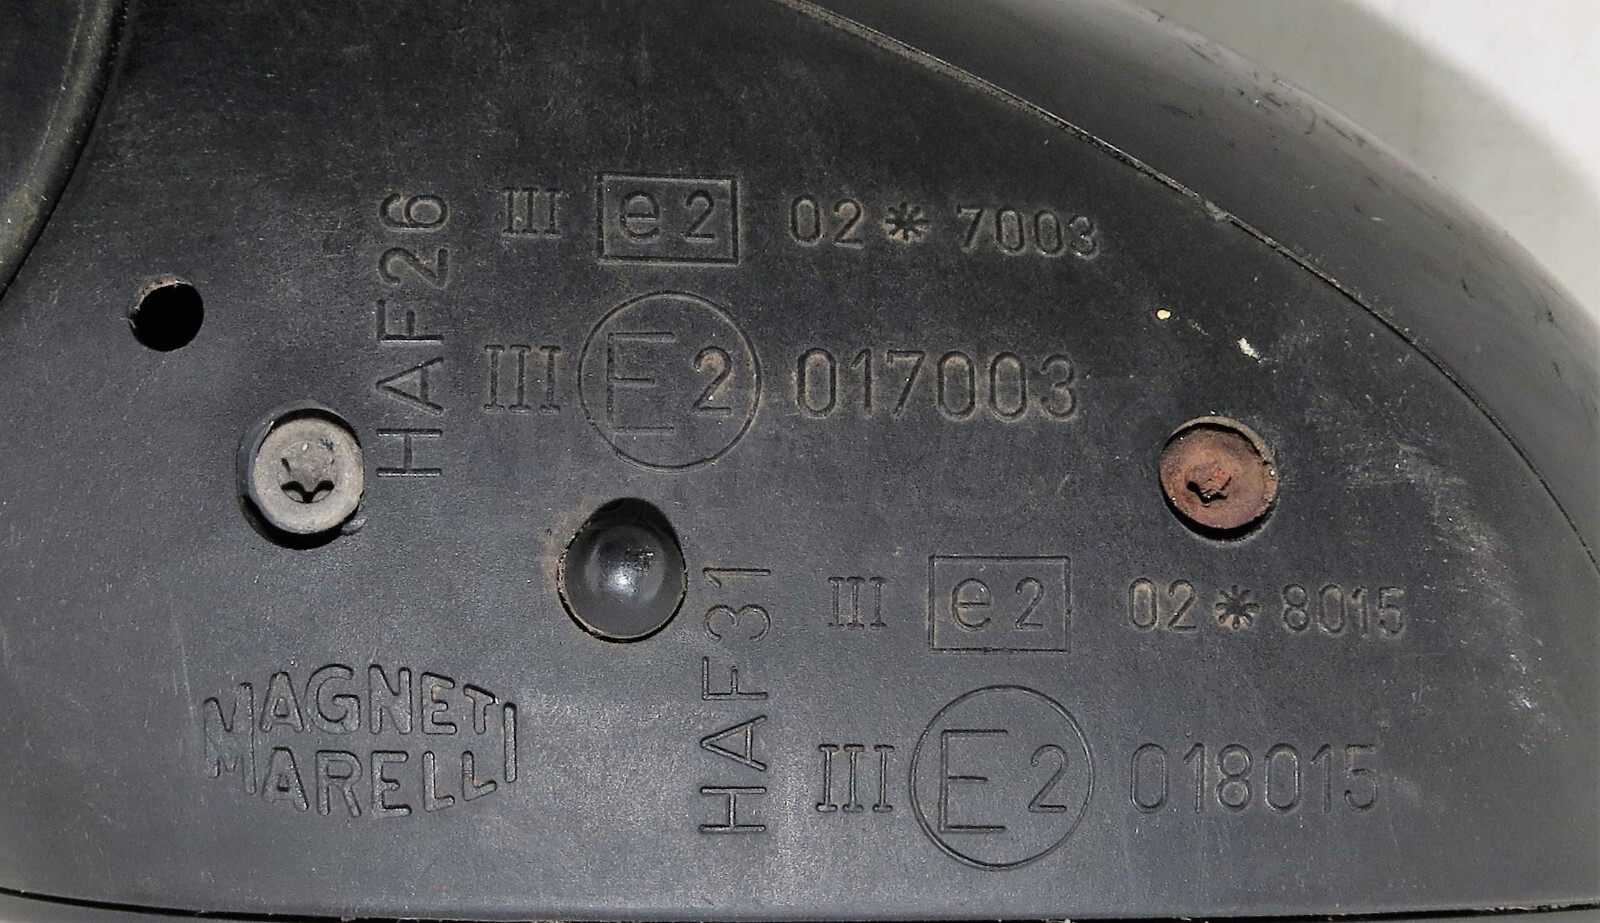 HAF26
III e2 02*7003
III E2 017003
HAF31
III e2 02*8015
III E2 018015
MAGNETI
MARELLI